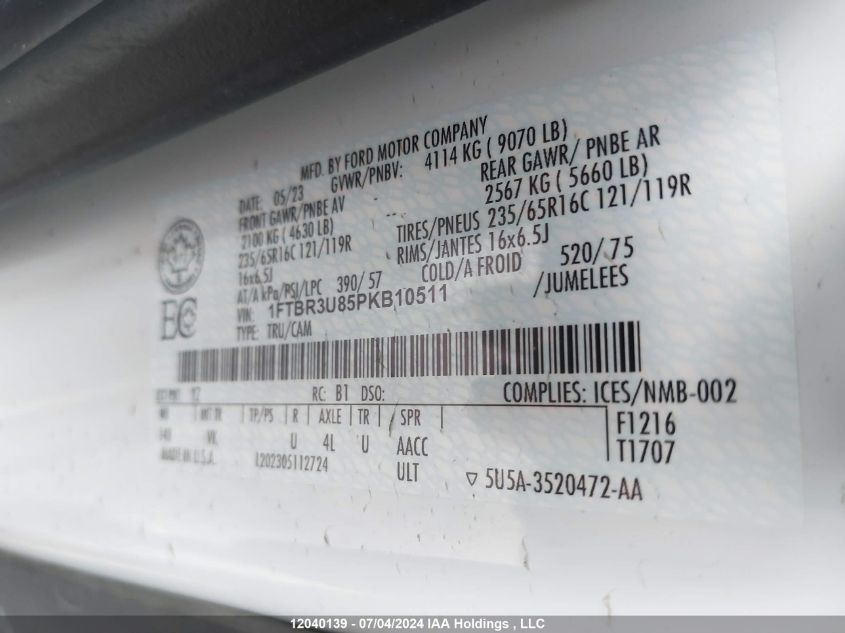 MFD. BY FORD MOTOR COMPANY
DATE: 05/23 GVWR/PNBV: 4114 KG ( 9070 LB)
FRONT GAWR/PNBE AV REAR GAWR/ PNBE AR
2100 KG ( 4630 LB) 2567 KG ( 5660 LB)
235/65R16C 121/119R TIRES/PNEUS 235/65R16C 121/119R
16x6.5J RIMS/JANTES 16x6.5J
AT/A kPa/PSI/LPC 390/ 57 COLD/A FROID 520/ 75
VIN: 1FTBR3U85PKB10511 /JUMELEES
TYPE: TRU/CAM
EC
RC: B1 DSO: COMPLIES: ICES/NMB-002
INT TR TP/PS R AXLE TR SPR F1216
VK U 4L U AACC T1707
MADE IN U.S.A. ULT
5U5A-3520472-AA
12040139 - 07/04/2024 IAA Holdings , LLC